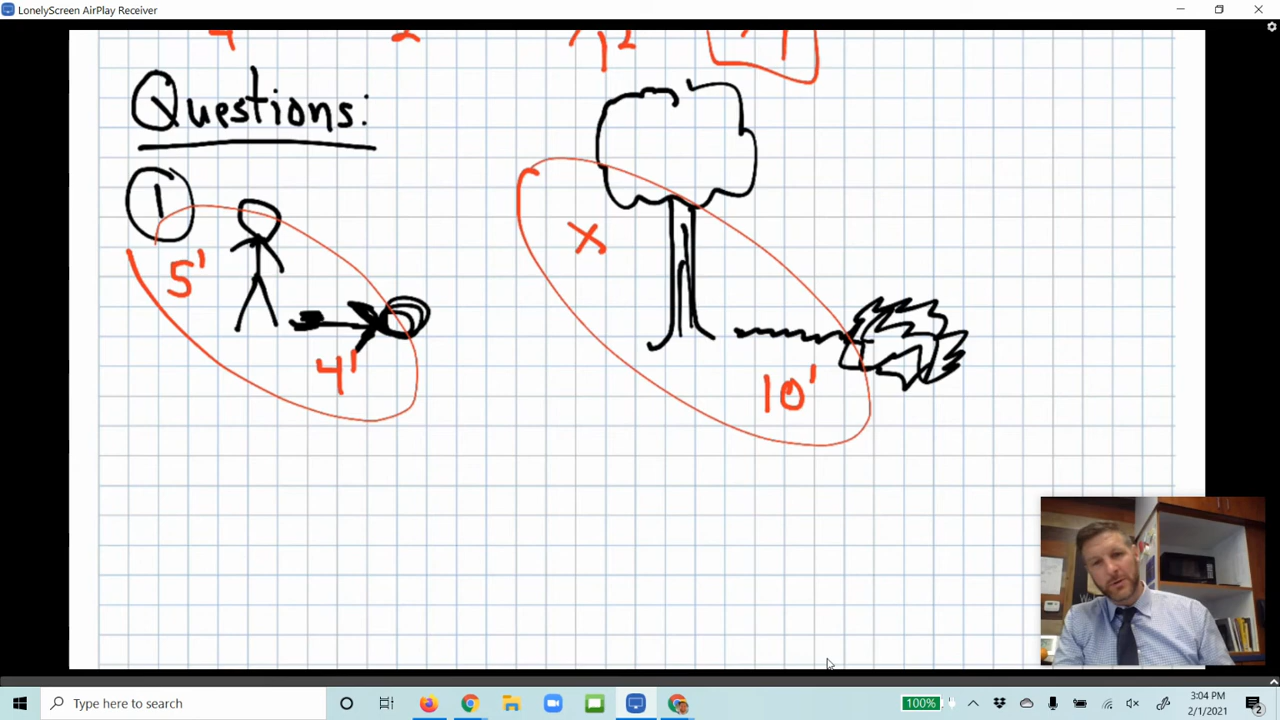 LonelyScreen AirPlay Receiver
Questions:
1
5'
4'
x
10'
Type here to search
100%
3:04 PM
2/1/2021
2